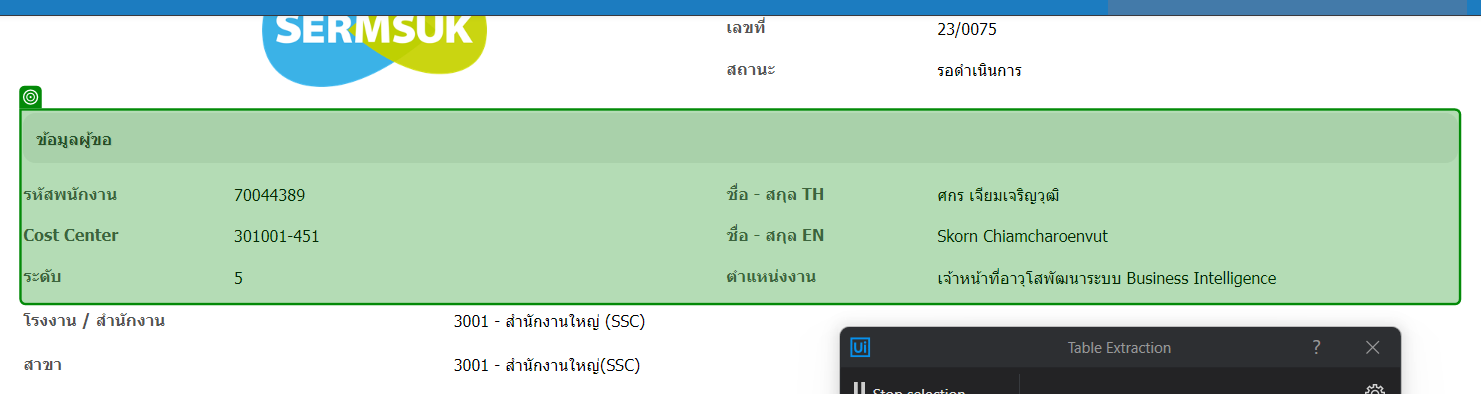 SERMSUK
เลขที่ 23/0075
สถานะ รอดำเนินการ
ข้อมูลผู้ขอ
รหัสพนักงาน 70044389 ชื่อ - สกุล TH ศกร เจียมเจริญวุฒิ
Cost Center 301001-451 ชื่อ - สกุล EN Skorn Chiamcharoenvut
ระดับ 5 ตำแหน่งงาน เจ้าหน้าที่อาวุโสพัฒนาระบบ Business Intelligence
โรงงาน / สำนักงาน 3001 - สำนักงานใหญ่ (SSC)
สาขา 3001 - สำนักงานใหญ่(SSC)
Ui Table Extraction ?
Stop selection